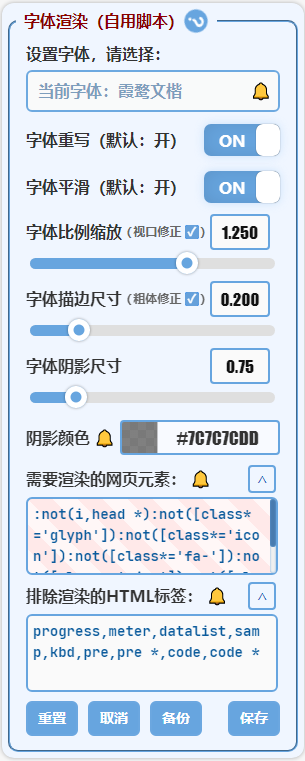 字体渲染（自用脚本）?
设置字体，请选择：
当前字体：霞鹜文楷
字体重写（默认：开） ON
字体平滑（默认：开） ON
字体比例缩放（视口修正 ） 1.250
字体描边尺寸（粗体修正 ） 0.200
字体阴影尺寸 0.75
阴影颜色 #7C7C7CDD
需要渲染的网页元素： ^
:not(i,head *):not([class*
='glyph']):not([class*='ico
n']):not([class*='fa-']):no
排除渲染的HTML标签： ^
progress,meter,datalist,sam
p,kbd,pre,pre *,code,code *
重置 取消 备份 保存